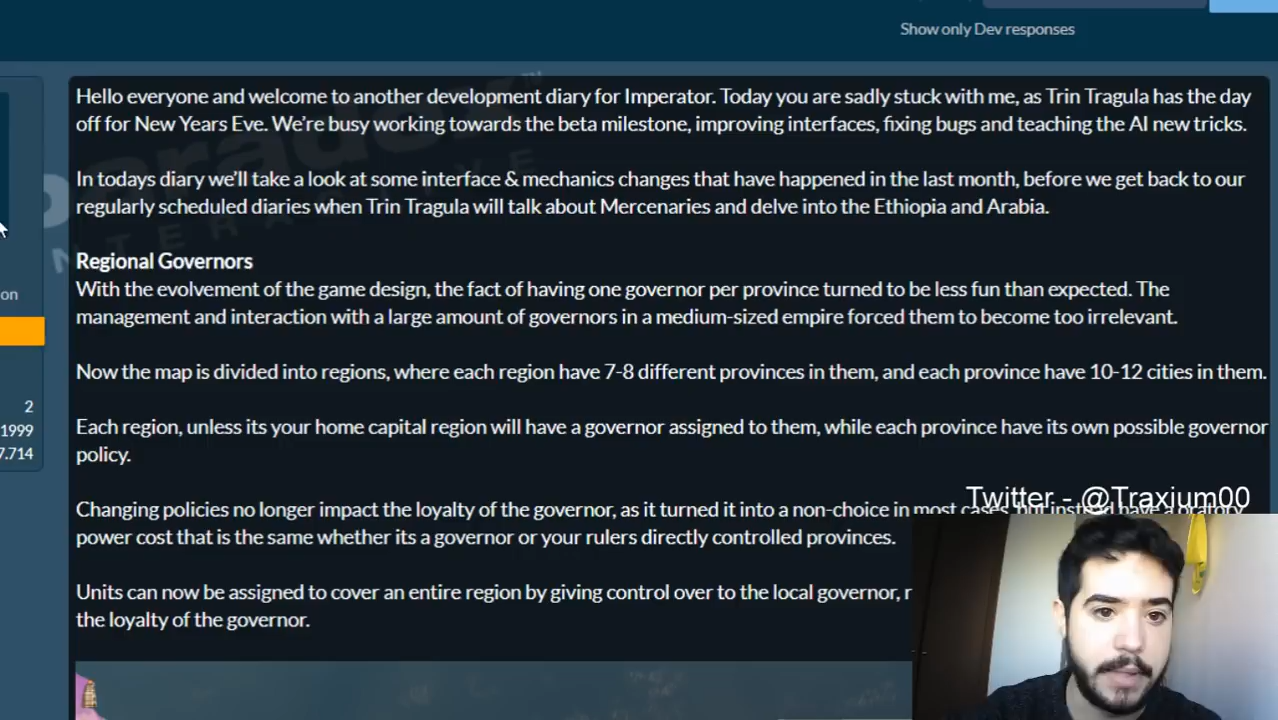 Show only Dev responses
Hello everyone and welcome to another development diary for Imperator. Today you are sadly stuck with me, as Trin Tragula has the day
off for New Years Eve. We're busy working towards the beta milestone, improving interfaces, fixing bugs and teaching the AI new tricks.
In todays diary we'll take a look at some interface & mechanics changes that have happened in the last month, before we get back to our
regularly scheduled diaries when Trin Tragula will talk about Mercenaries and delve into the Ethiopia and Arabia.
Regional Governors
With the evolvement of the game design, the fact of having one governor per province turned to be less fun than expected. The
management and interaction with a large amount of governors in a medium-sized empire forced them to become too irrelevant.
on
Now the map is divided into regions, where each region have 7-8 different provinces in them, and each province have 10-12 cities in them.
2
1999
7.714
Each region, unless its your home capital region will have a governor assigned to them, while each province have its own possible governor
policy.
Twitter - @Traxium00
Changing policies no longer impact the loyalty of the governor, as it turned it into a non-choice in most cases, but instead have a oratory
power cost that is the same whether its a governor or your rulers directly controlled provinces.
Units can now be assigned to cover an entire region by giving control over to the local governor,
the loyalty of the governor.